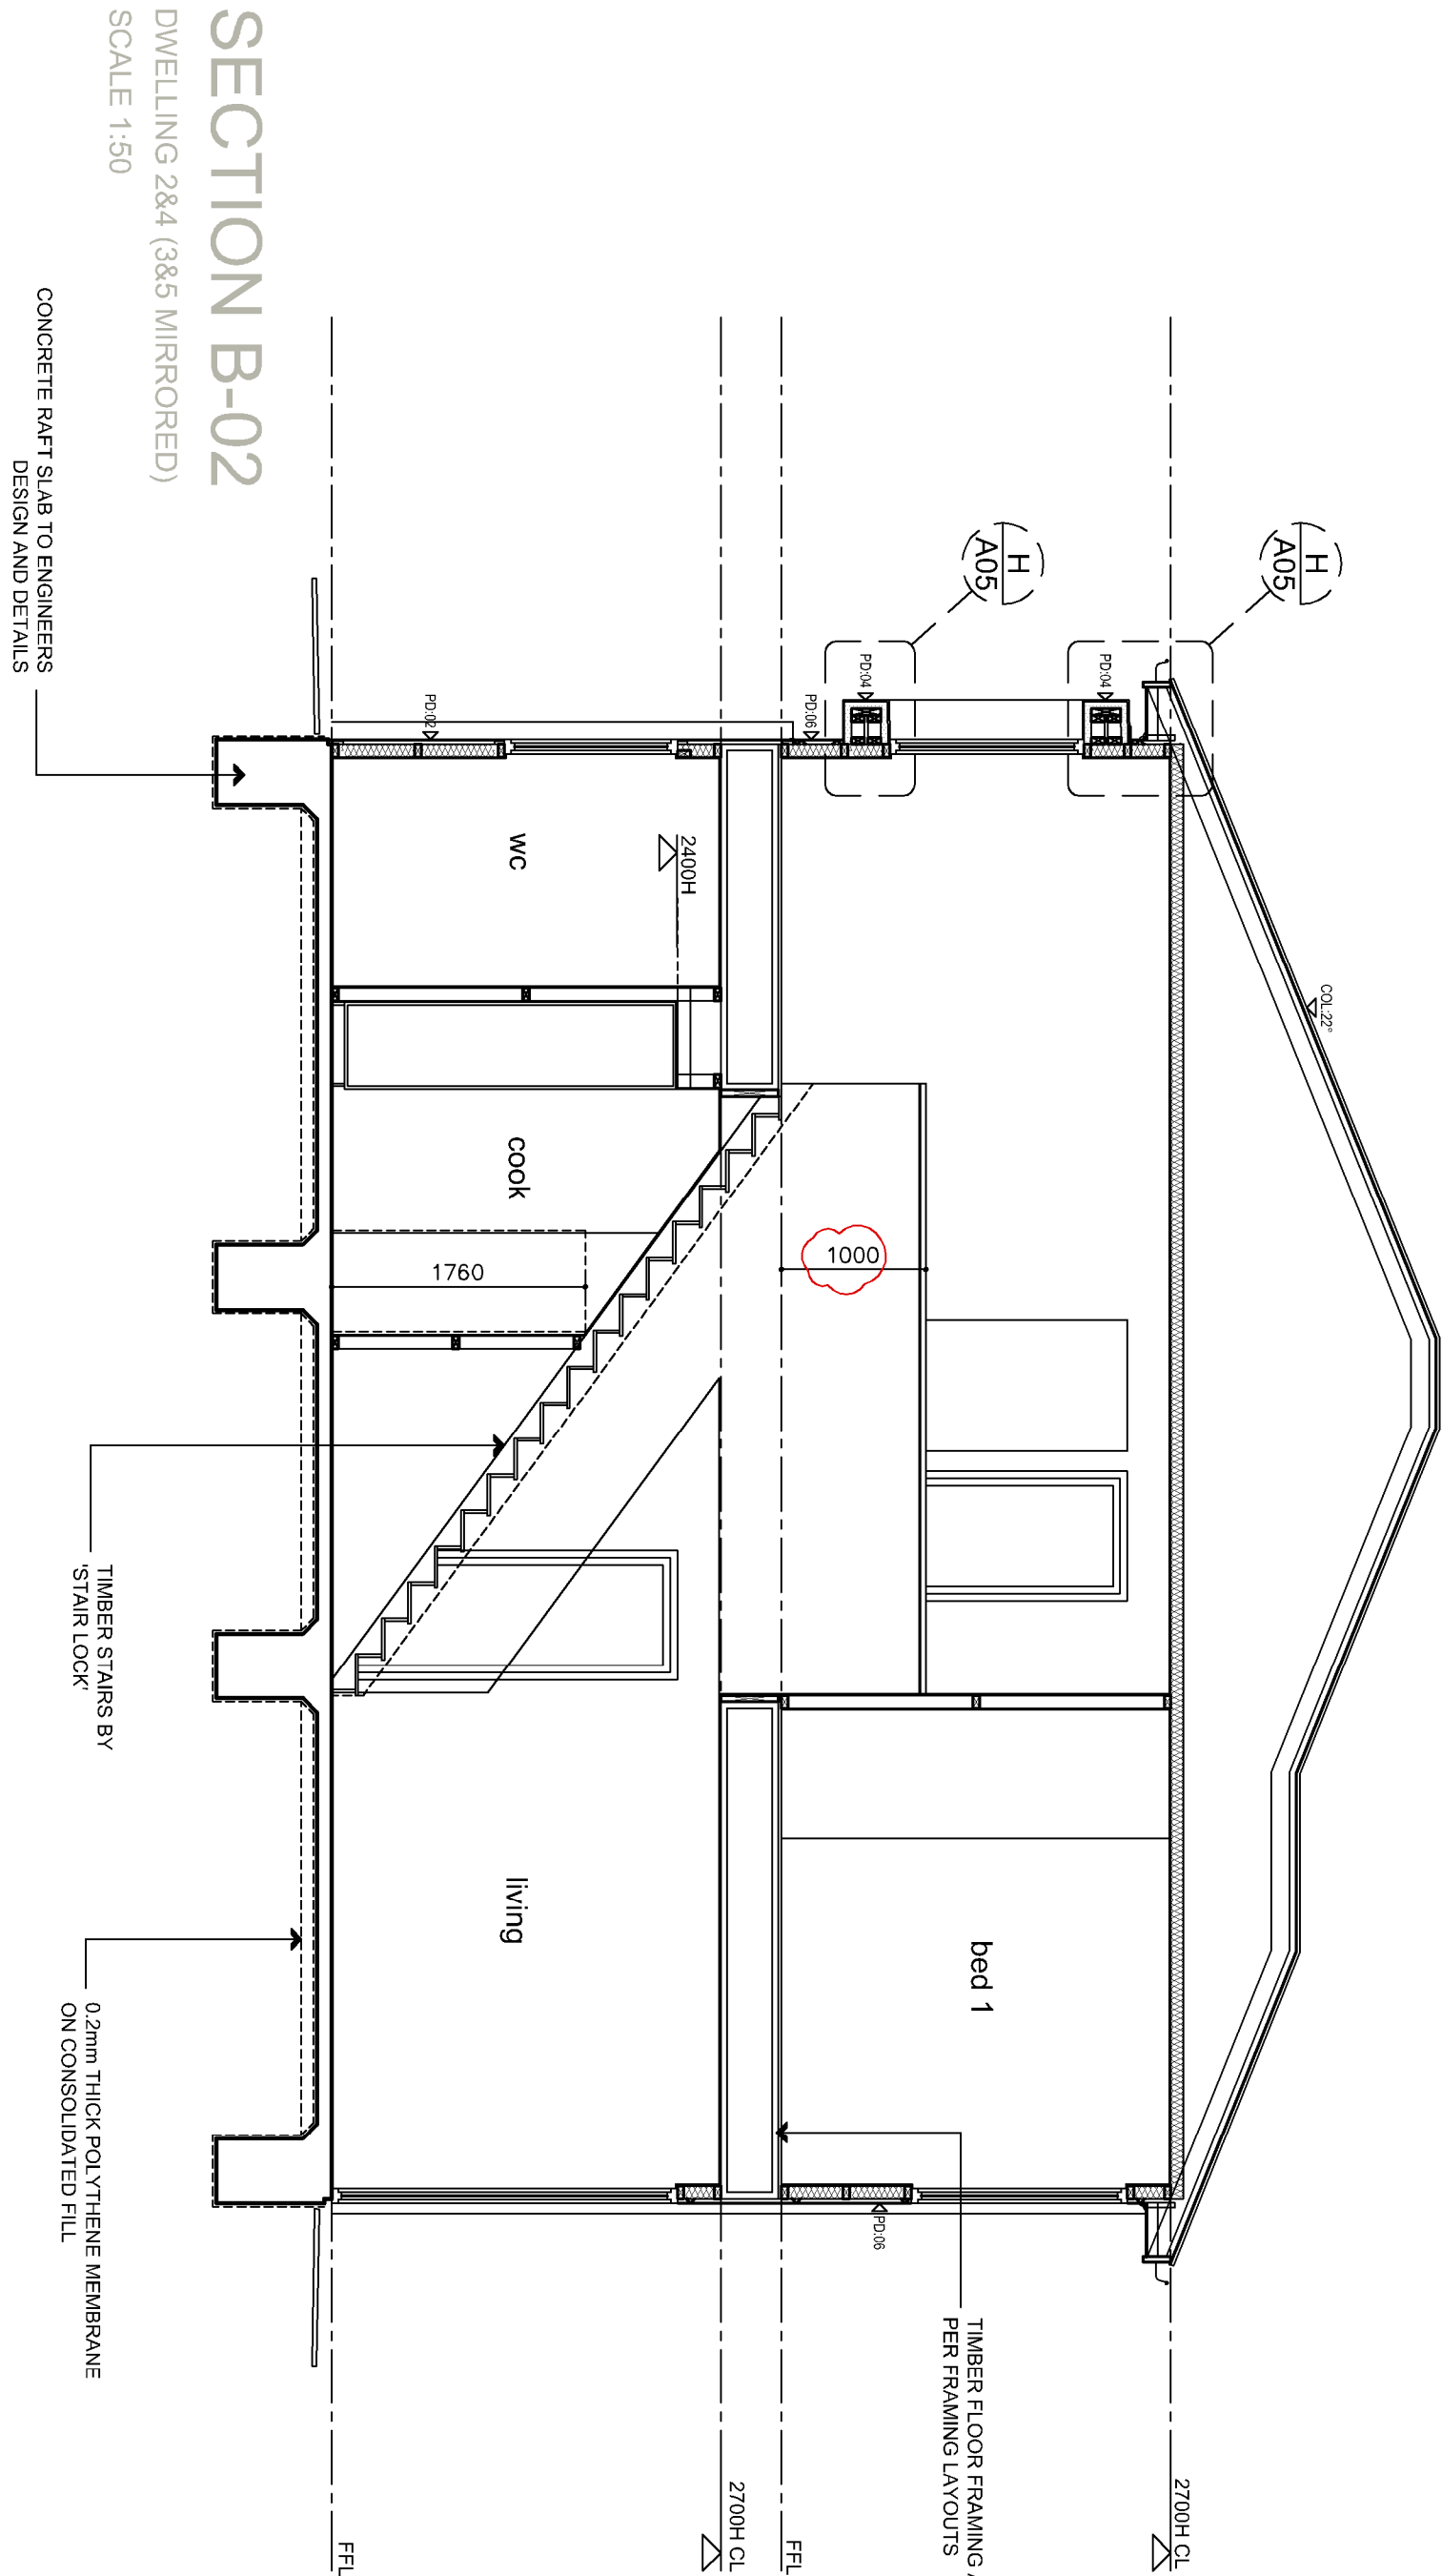 H
A05
H
A05
COL:22°
PD:04
PD:04
PD:06
PD:02
2700H CL
bed 1
1000
TIMBER FLOOR FRAMING
PER FRAMING LAYOUTS
PD:06
FFL
2700H CL
2400H
wc
cook
1760
living
FFL
SECTION B-02
DWELLING 2&4 (3&5 MIRRORED)
SCALE 1:50
CONCRETE RAFT SLAB TO ENGINEERS
DESIGN AND DETAILS
TIMBER STAIRS BY
'STAIR LOCK'
0.2mm THICK POLYTHENE MEMBRANE
ON CONSOLIDATED FILL